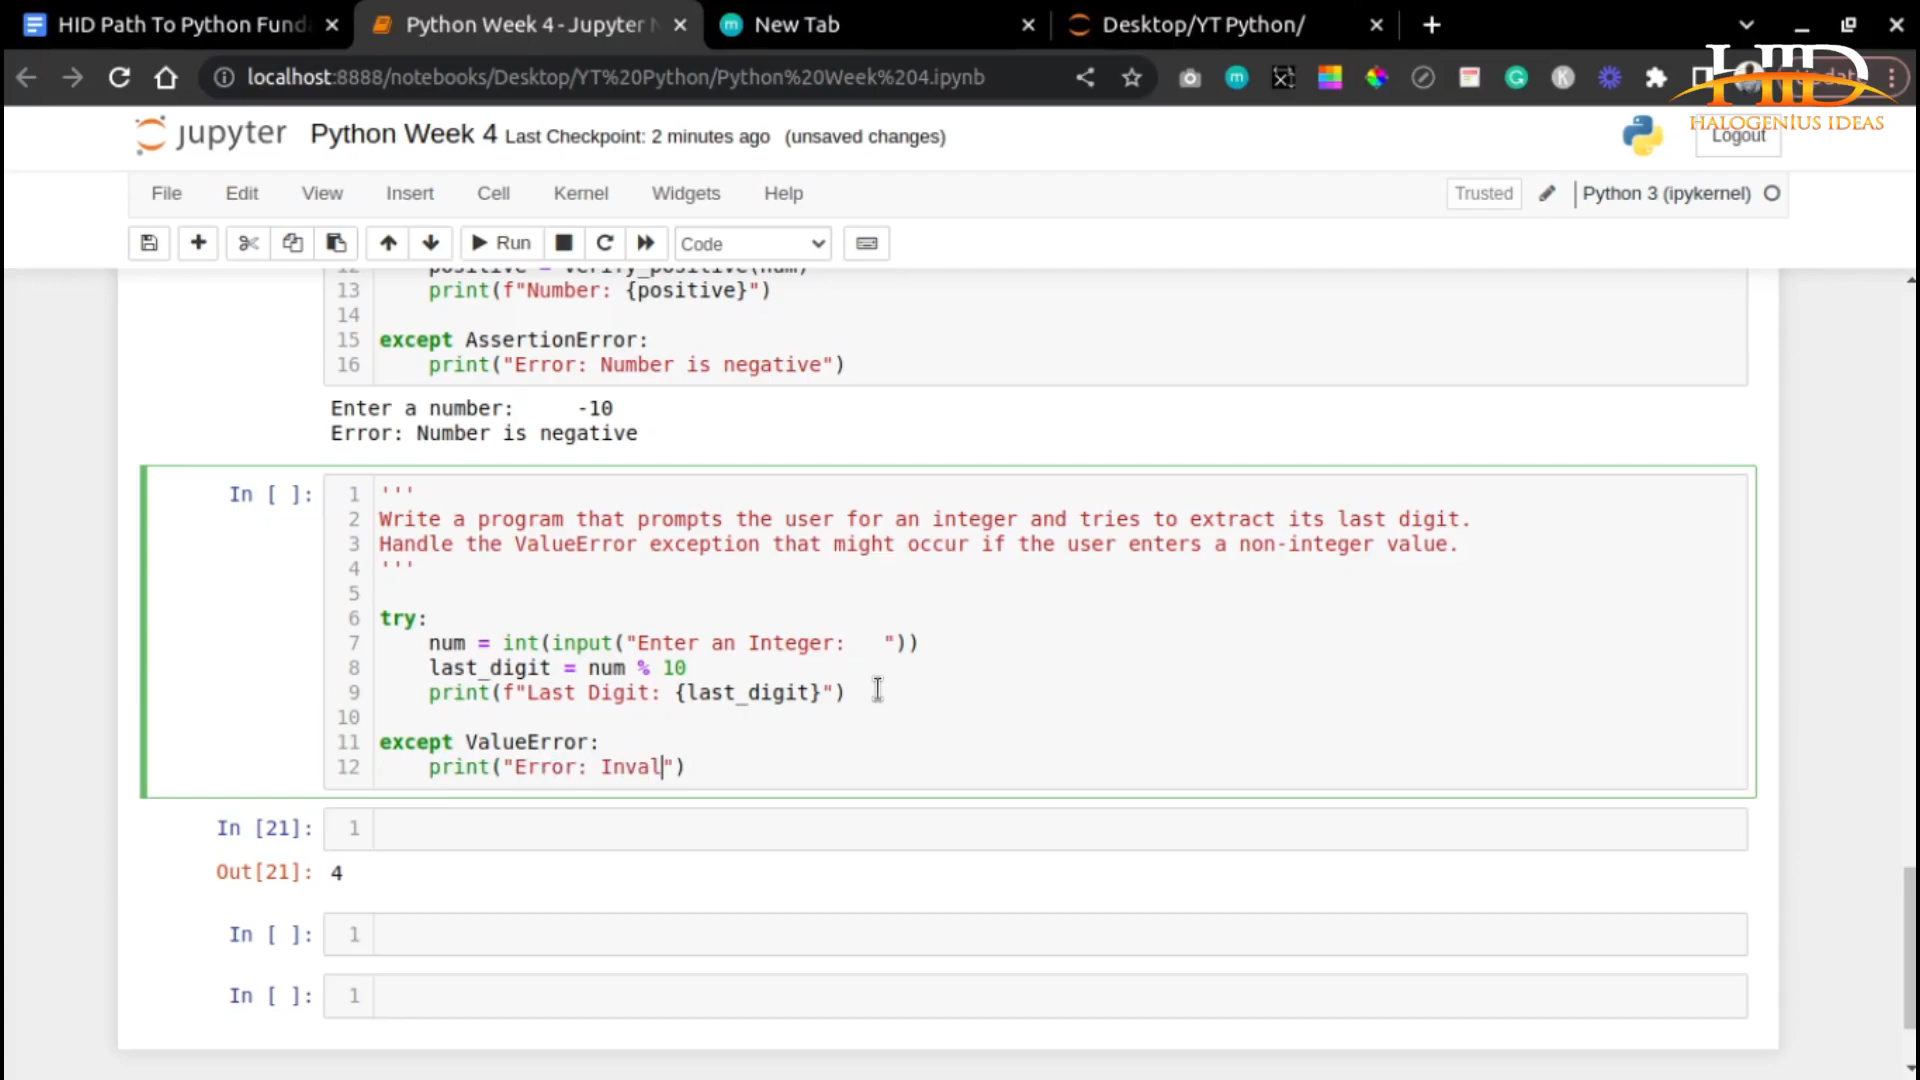 HID Path To Python Fund
Python Week 4 - Jupyter N
New Tab
Desktop/YT Python/
localhost:8888/notebooks/Desktop/YT%20Python/Python%20Week%204.ipynb
HID
HALOGENIUS IDEAS
jupyter Python Week 4 Last Checkpoint: 2 minutes ago (unsaved changes)
Logout
File Edit View Insert Cell Kernel Widgets Help
Trusted Python 3 (ipykernel)
Run Code
12 positive = verify_positive(num)
13 print(f"Number: {positive}")
14
15 except AssertionError:
16 print("Error: Number is negative")
Enter a number: -10
Error: Number is negative
In [ ]: 1 '''
2 Write a program that prompts the user for an integer and tries to extract its last digit.
3 Handle the ValueError exception that might occur if the user enters a non-integer value.
4 '''
5
6 try:
7 num = int(input("Enter an Integer:   "))
8 last_digit = num % 10
9 print(f"Last Digit: {last_digit}")
10
11 except ValueError:
12 print("Error: Inval")
In [21]: 1
Out[21]: 4
In [ ]: 1
In [ ]: 1